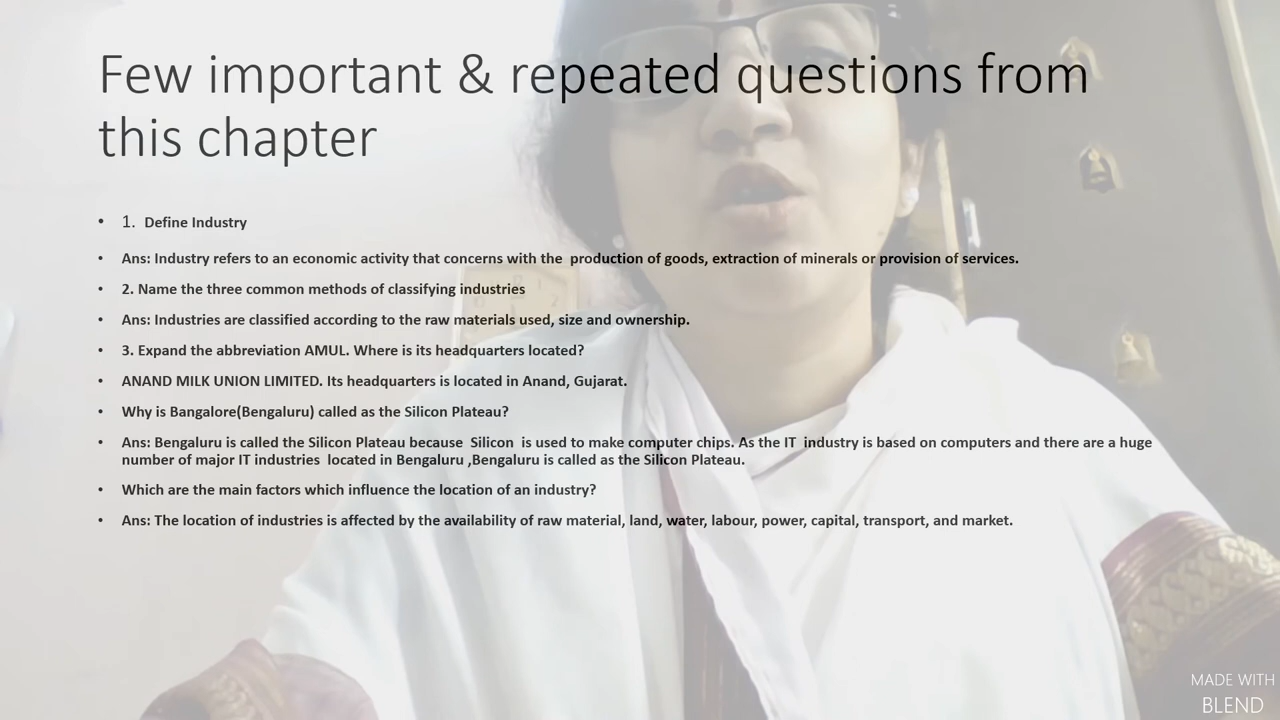 Few important & repeated questions from
this chapter
• 1. Define Industry
• Ans: Industry refers to an economic activity that concerns with the production of goods, extraction of minerals or provision of services.
• 2. Name the three common methods of classifying industries
• Ans: Industries are classified according to the raw materials used, size and ownership.
• 3. Expand the abbreviation AMUL. Where is its headquarters located?
• ANAND MILK UNION LIMITED. Its headquarters is located in Anand, Gujarat.
• Why is Bangalore(Bengaluru) called as the Silicon Plateau?
• Ans: Bengaluru is called the Silicon Plateau because Silicon is used to make computer chips. As the IT industry is based on computers and there are a huge
number of major IT industries located in Bengaluru ,Bengaluru is called as the Silicon Plateau.
• Which are the main factors which influence the location of an industry?
• Ans: The location of industries is affected by the availability of raw material, land, water, labour, power, capital, transport, and market.
MADE WITH
BLEND